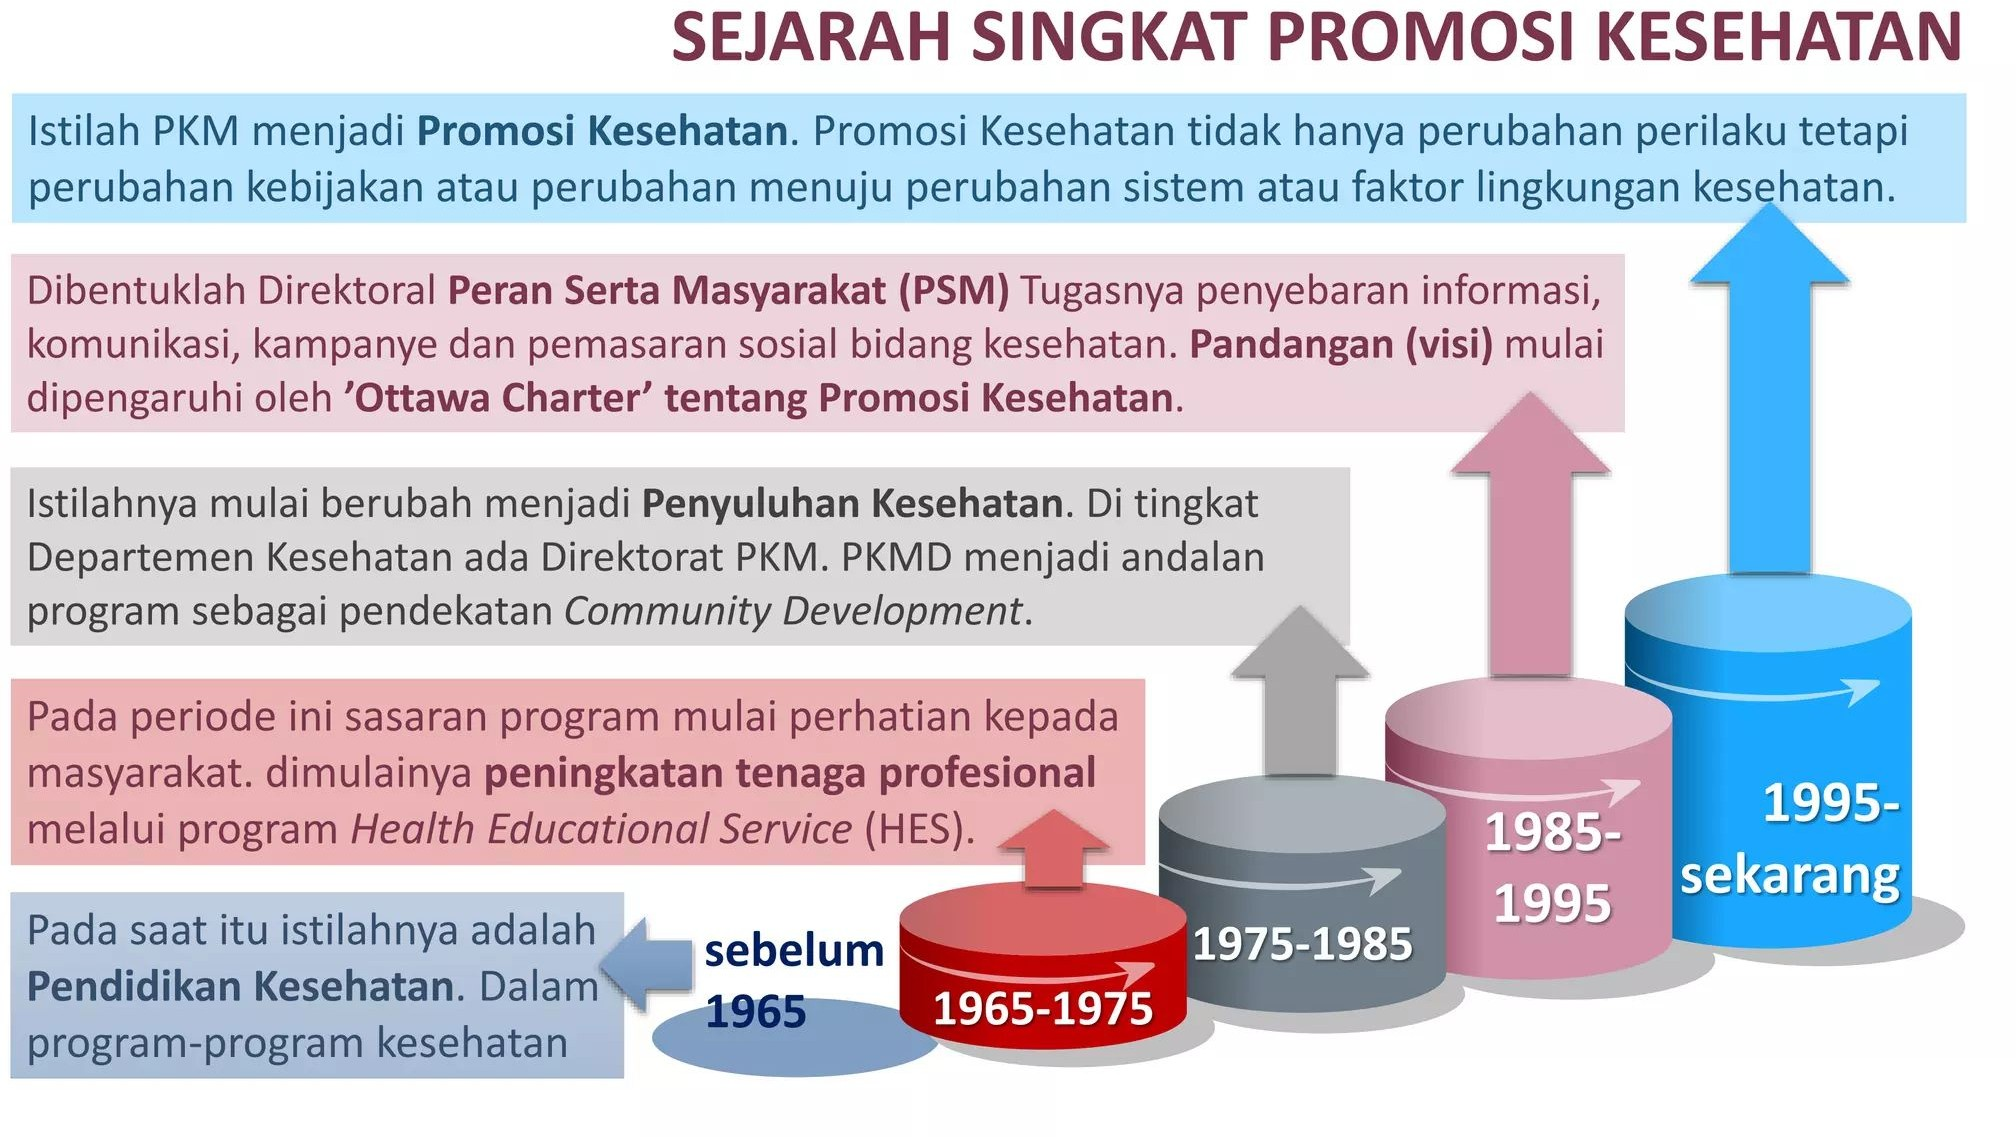 SEJARAH SINGKAT PROMOSI KESEHATAN
Istilah PKM menjadi Promosi Kesehatan. Promosi Kesehatan tidak hanya perubahan perilaku tetapi
perubahan kebijakan atau perubahan menuju perubahan sistem atau faktor lingkungan kesehatan.
Dibentuklah Direktoral Peran Serta Masyarakat (PSM) Tugasnya penyebaran informasi,
komunikasi, kampanye dan pemasaran sosial bidang kesehatan. Pandangan (visi) mulai
dipengaruhi oleh ’Ottawa Charter’ tentang Promosi Kesehatan.
Istilahnya mulai berubah menjadi Penyuluhan Kesehatan. Di tingkat
Departemen Kesehatan ada Direktorat PKM. PKMD menjadi andalan
program sebagai pendekatan Community Development.
Pada periode ini sasaran program mulai perhatian kepada
masyarakat. dimulainya peningkatan tenaga profesional
melalui program Health Educational Service (HES).
Pada saat itu istilahnya adalah
Pendidikan Kesehatan. Dalam
program-program kesehatan
sebelum
1965
1965-1975
1975-1985
1985-
1995
1995-
sekarang